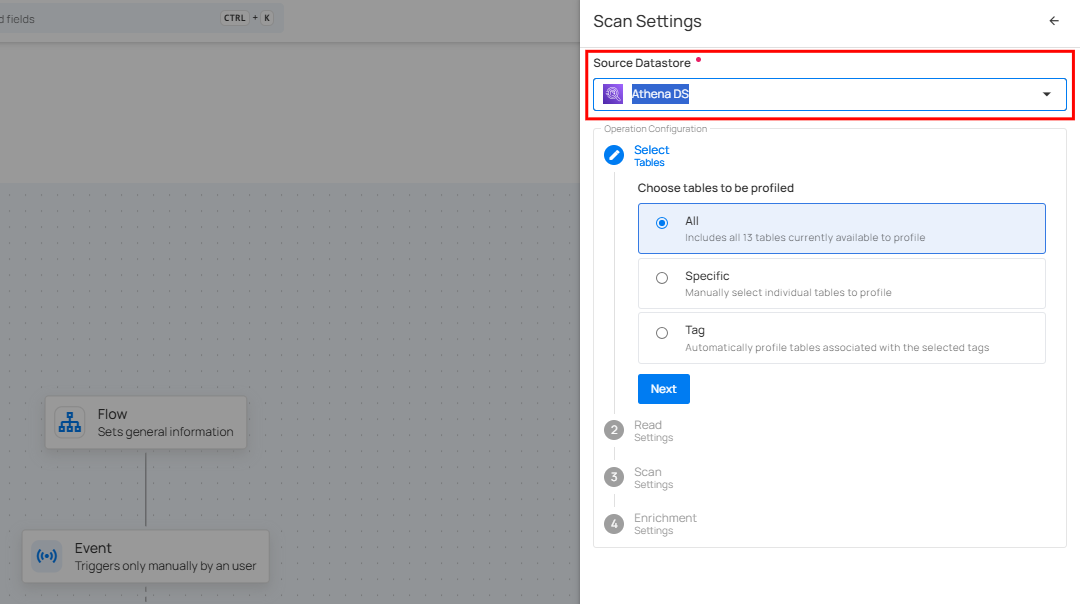 d fields
CTRL + K
Scan Settings
Source Datastore
Athena DS
Operation Configuration
Select
Tables
Choose tables to be profiled
All
Includes all 13 tables currently available to profile
Specific
Manually select individual tables to profile
Tag
Automatically profile tables associated with the selected tags
Next
2 Read
Settings
3 Scan
Settings
4 Enrichment
Settings
Flow
Sets general information
Event
Triggers only manually by an user